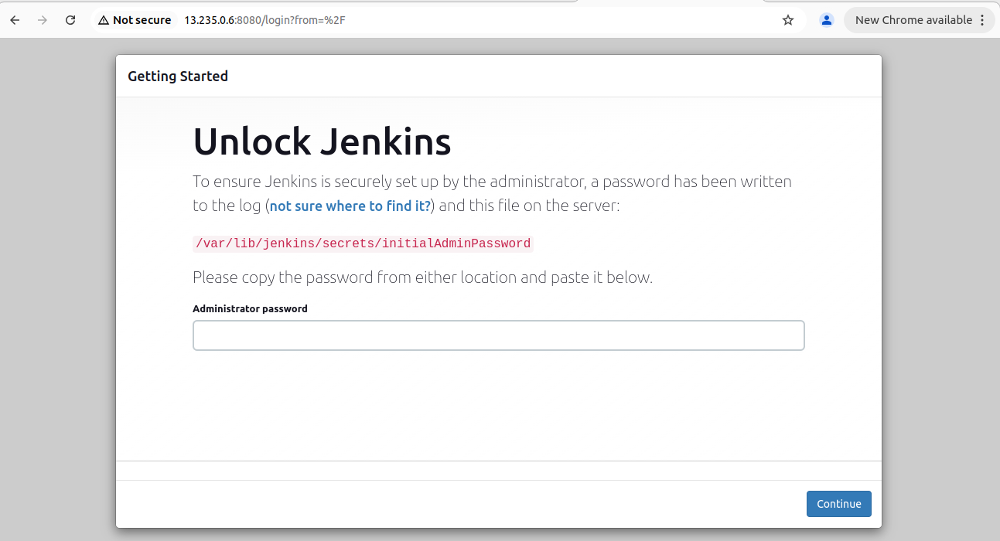 Not secure 13.235.0.6:8080/login?from=%2F New Chrome available
Getting Started
Unlock Jenkins
To ensure Jenkins is securely set up by the administrator, a password has been written
to the log (not sure where to find it?) and this file on the server:
/var/lib/jenkins/secrets/initialAdminPassword
Please copy the password from either location and paste it below.
Administrator password
Continue